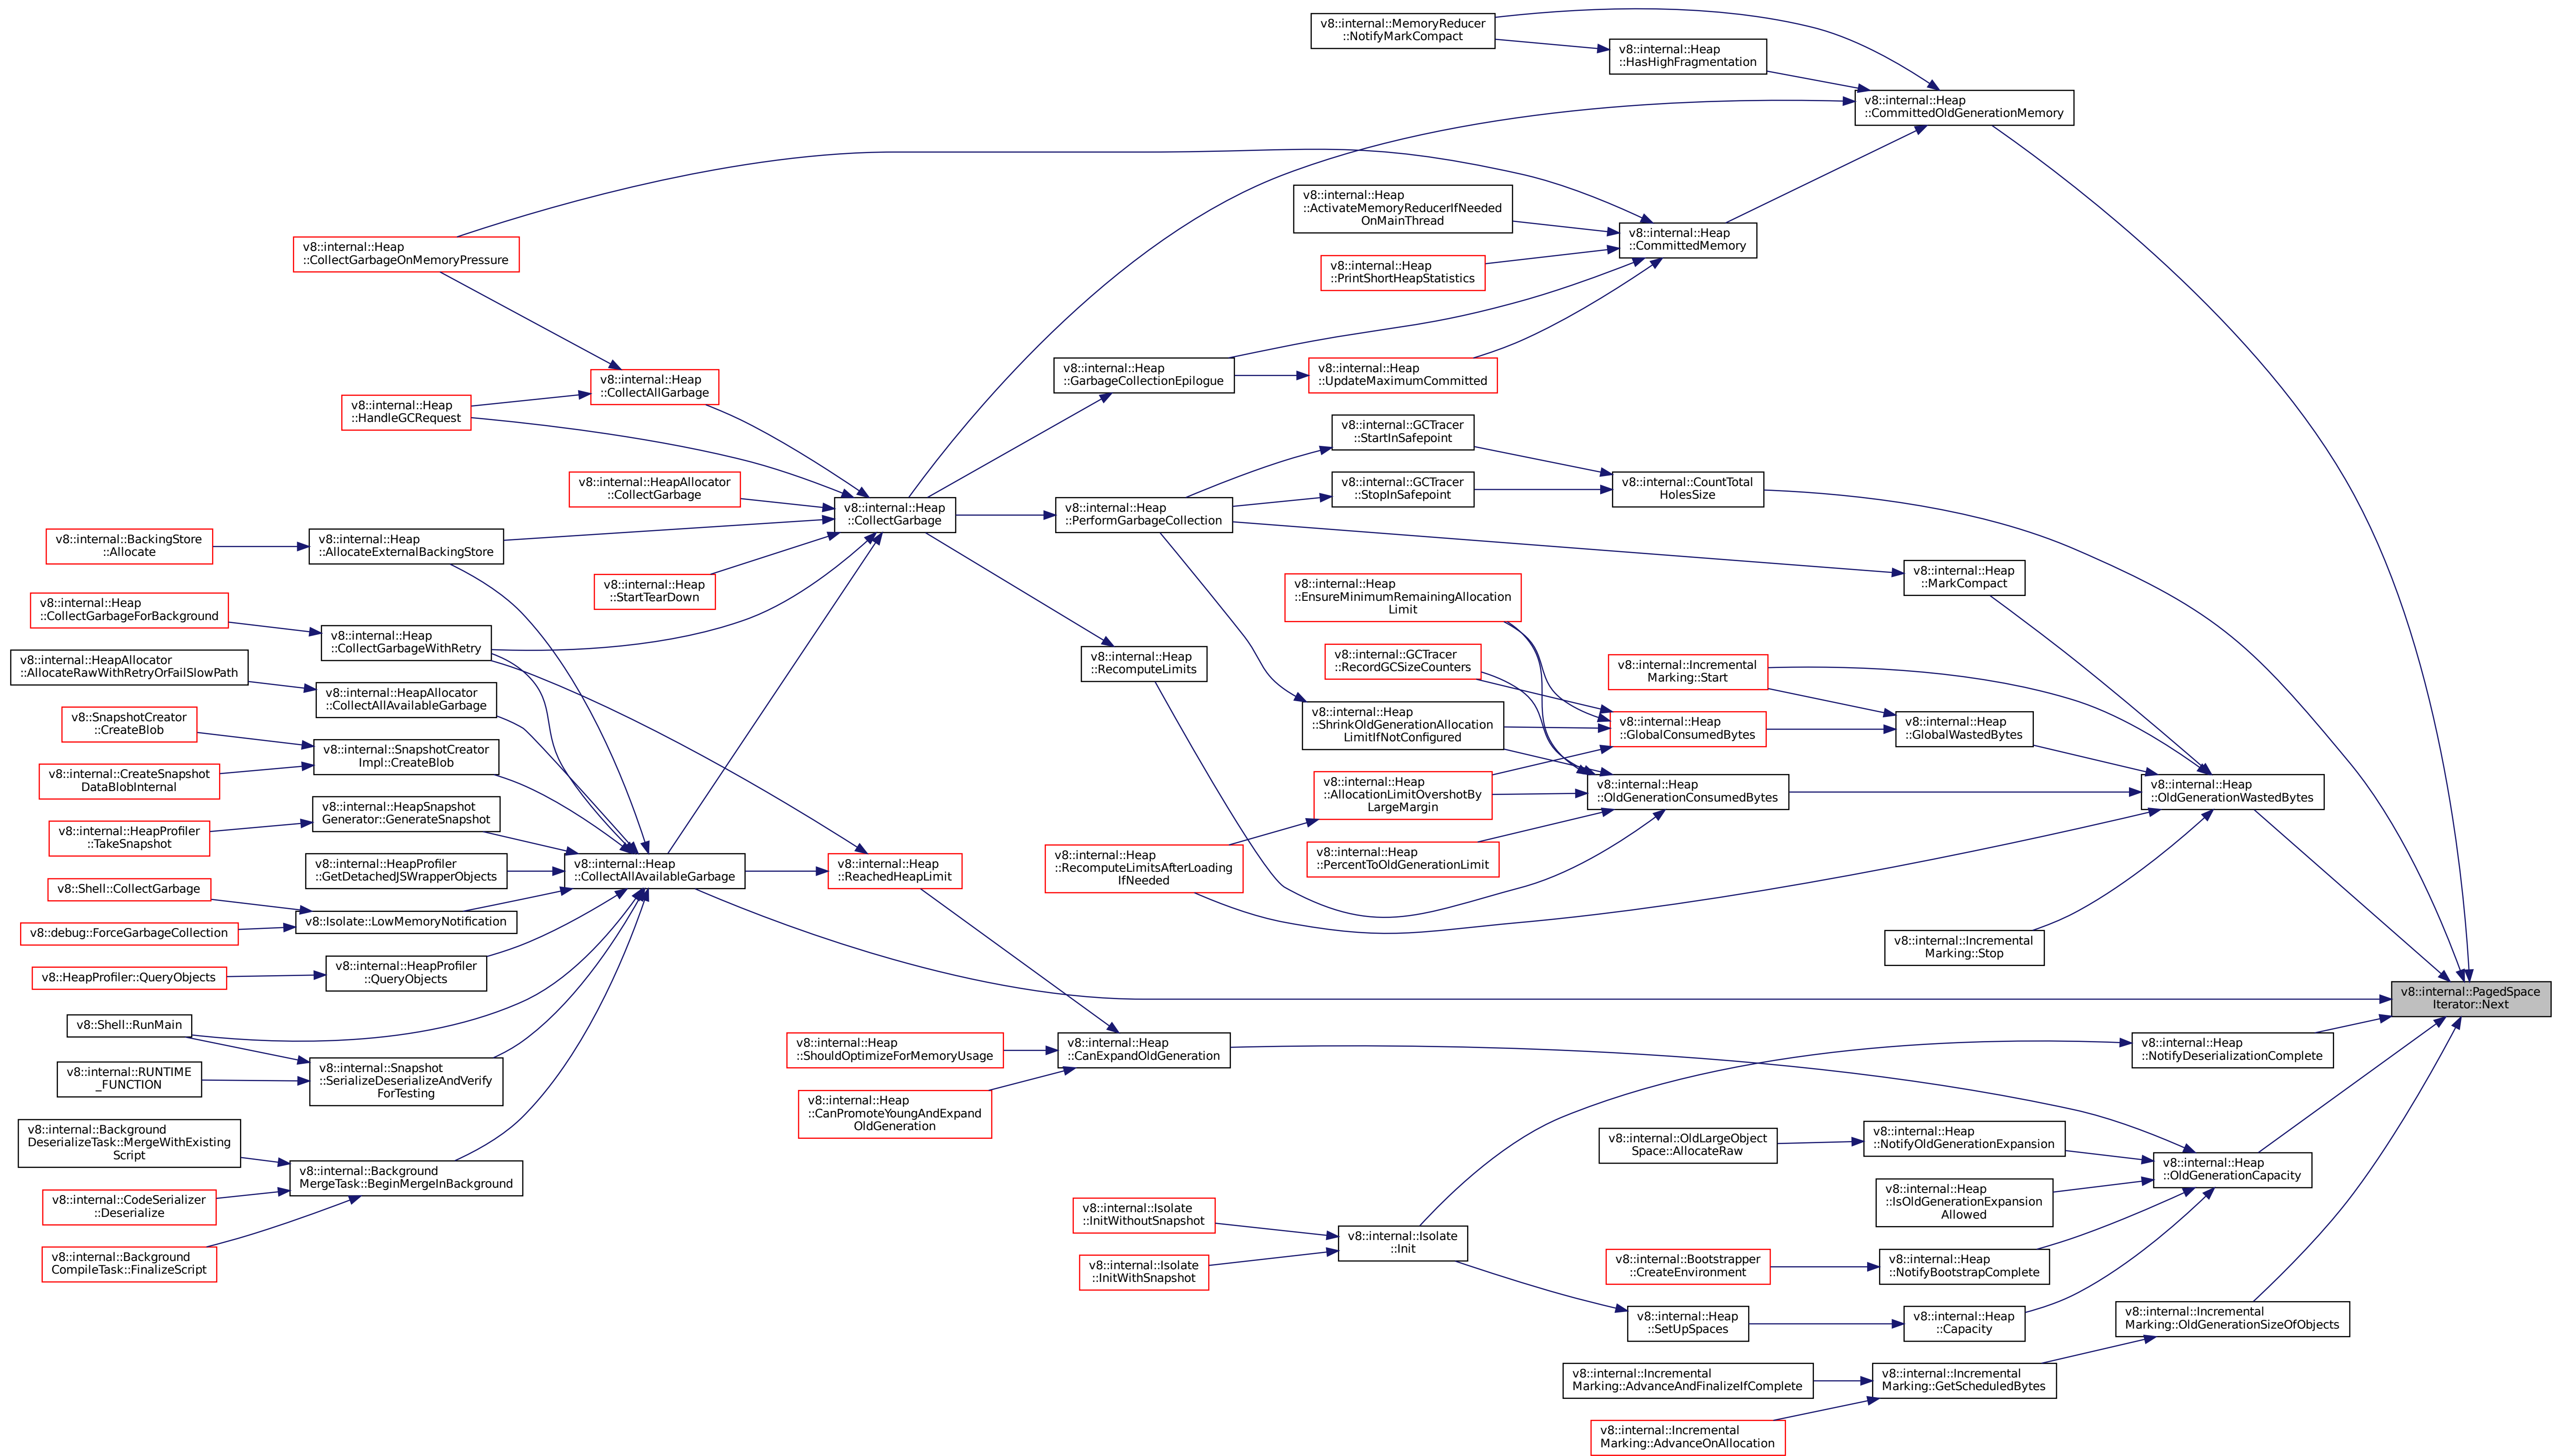 v8::internal::MemoryReducer
::NotifyMarkCompact
v8::internal::Heap
::HasHighFragmentation
v8::internal::Heap
::CommittedOldGenerationMemory
v8::internal::Heap
::ActivateMemoryReducerIfNeeded
OnMainThread
v8::internal::Heap
::CommittedMemory
v8::internal::Heap
::CollectGarbageOnMemoryPressure
v8::internal::Heap
::PrintShortHeapStatistics
v8::internal::Heap
::GarbageCollectionEpilogue
v8::internal::Heap
::UpdateMaximumCommitted
v8::internal::Heap
::CollectAllGarbage
v8::internal::Heap
::HandleGCRequest
v8::internal::GCTracer
::StartInSafepoint
v8::internal::HeapAllocator
::CollectGarbage
v8::internal::GCTracer
::StopInSafepoint
v8::internal::CountTotal
HolesSize
v8::internal::Heap
::CollectGarbage
v8::internal::Heap
::PerformGarbageCollection
v8::internal::BackingStore
::Allocate
v8::internal::Heap
::AllocateExternalBackingStore
v8::internal::Heap
::MarkCompact
v8::internal::Heap
::StartTearDown
v8::internal::Heap
::EnsureMinimumRemainingAllocation
Limit
v8::internal::Heap
::CollectGarbageForBackground
v8::internal::Heap
::CollectGarbageWithRetry
v8::internal::Heap
::RecomputeLimits
v8::internal::GCTracer
::RecordGCSizeCounters
v8::internal::Incremental
Marking::Start
v8::internal::HeapAllocator
::AllocateRawWithRetryOrFailSlowPath
v8::internal::HeapAllocator
::CollectAllAvailableGarbage
v8::internal::Heap
::ShrinkOldGenerationAllocation
LimitIfNotConfigured
v8::internal::Heap
::GlobalConsumedBytes
v8::internal::Heap
::GlobalWastedBytes
v8::SnapshotCreator
::CreateBlob
v8::internal::SnapshotCreator
Impl::CreateBlob
v8::internal::CreateSnapshot
DataBlobInternal
v8::internal::Heap
::AllocationLimitOvershotBy
LargeMargin
v8::internal::Heap
::OldGenerationConsumedBytes
v8::internal::Heap
::OldGenerationWastedBytes
v8::internal::HeapSnapshot
Generator::GenerateSnapshot
v8::internal::HeapProfiler
::TakeSnapshot
v8::internal::HeapProfiler
::GetDetachedJSWrapperObjects
v8::internal::Heap
::CollectAllAvailableGarbage
v8::internal::Heap
::ReachedHeapLimit
v8::internal::Heap
::RecomputeLimitsAfterLoading
IfNeeded
v8::internal::Heap
::PercentToOldGenerationLimit
v8::Shell::CollectGarbage
v8::Isolate::LowMemoryNotification
v8::debug::ForceGarbageCollection
v8::internal::Incremental
Marking::Stop
v8::HeapProfiler::QueryObjects
v8::internal::HeapProfiler
::QueryObjects
v8::internal::PagedSpace
Iterator::Next
v8::Shell::RunMain
v8::internal::Heap
::ShouldOptimizeForMemoryUsage
v8::internal::Heap
::CanExpandOldGeneration
v8::internal::Heap
::NotifyDeserializationComplete
v8::internal::RUNTIME
_FUNCTION
v8::internal::Snapshot
::SerializeDeserializeAndVerify
ForTesting
v8::internal::Heap
::CanPromoteYoungAndExpand
OldGeneration
v8::internal::Background
DeserializeTask::MergeWithExisting
Script
v8::internal::OldLargeObject
Space::AllocateRaw
v8::internal::Heap
::NotifyOldGenerationExpansion
v8::internal::Heap
::OldGenerationCapacity
v8::internal::Background
MergeTask::BeginMergeInBackground
v8::internal::CodeSerializer
::Deserialize
v8::internal::Heap
::IsOldGenerationExpansion
Allowed
v8::internal::Isolate
::InitWithoutSnapshot
v8::internal::Isolate
::Init
v8::internal::Background
CompileTask::FinalizeScript
v8::internal::Isolate
::InitWithSnapshot
v8::internal::Bootstrapper
::CreateEnvironment
v8::internal::Heap
::NotifyBootstrapComplete
v8::internal::Heap
::SetUpSpaces
v8::internal::Heap
::Capacity
v8::internal::Incremental
Marking::OldGenerationSizeOfObjects
v8::internal::Incremental
Marking::AdvanceAndFinalizeIfComplete
v8::internal::Incremental
Marking::GetScheduledBytes
v8::internal::Incremental
Marking::AdvanceOnAllocation